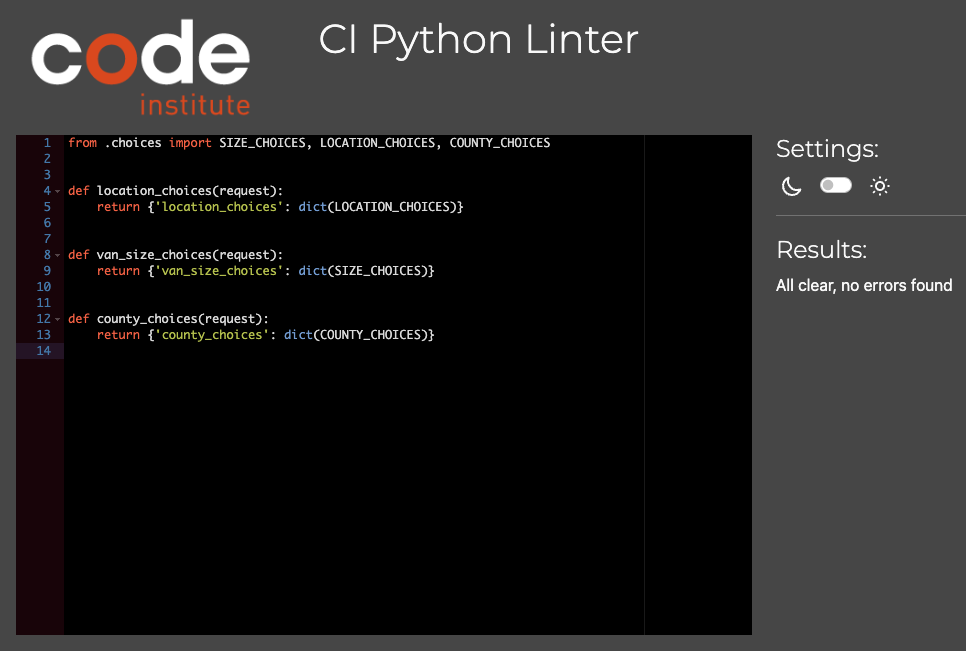 code
institute
CI Python Linter
1 from .choices import SIZE_CHOICES, LOCATION_CHOICES, COUNTY_CHOICES
2
3
4 def location_choices(request):
5     return {'location_choices': dict(LOCATION_CHOICES)}
6
7
8 def van_size_choices(request):
9     return {'van_size_choices': dict(SIZE_CHOICES)}
10
11
12 def county_choices(request):
13     return {'county_choices': dict(COUNTY_CHOICES)}
14
Settings:
Results:
All clear, no errors found